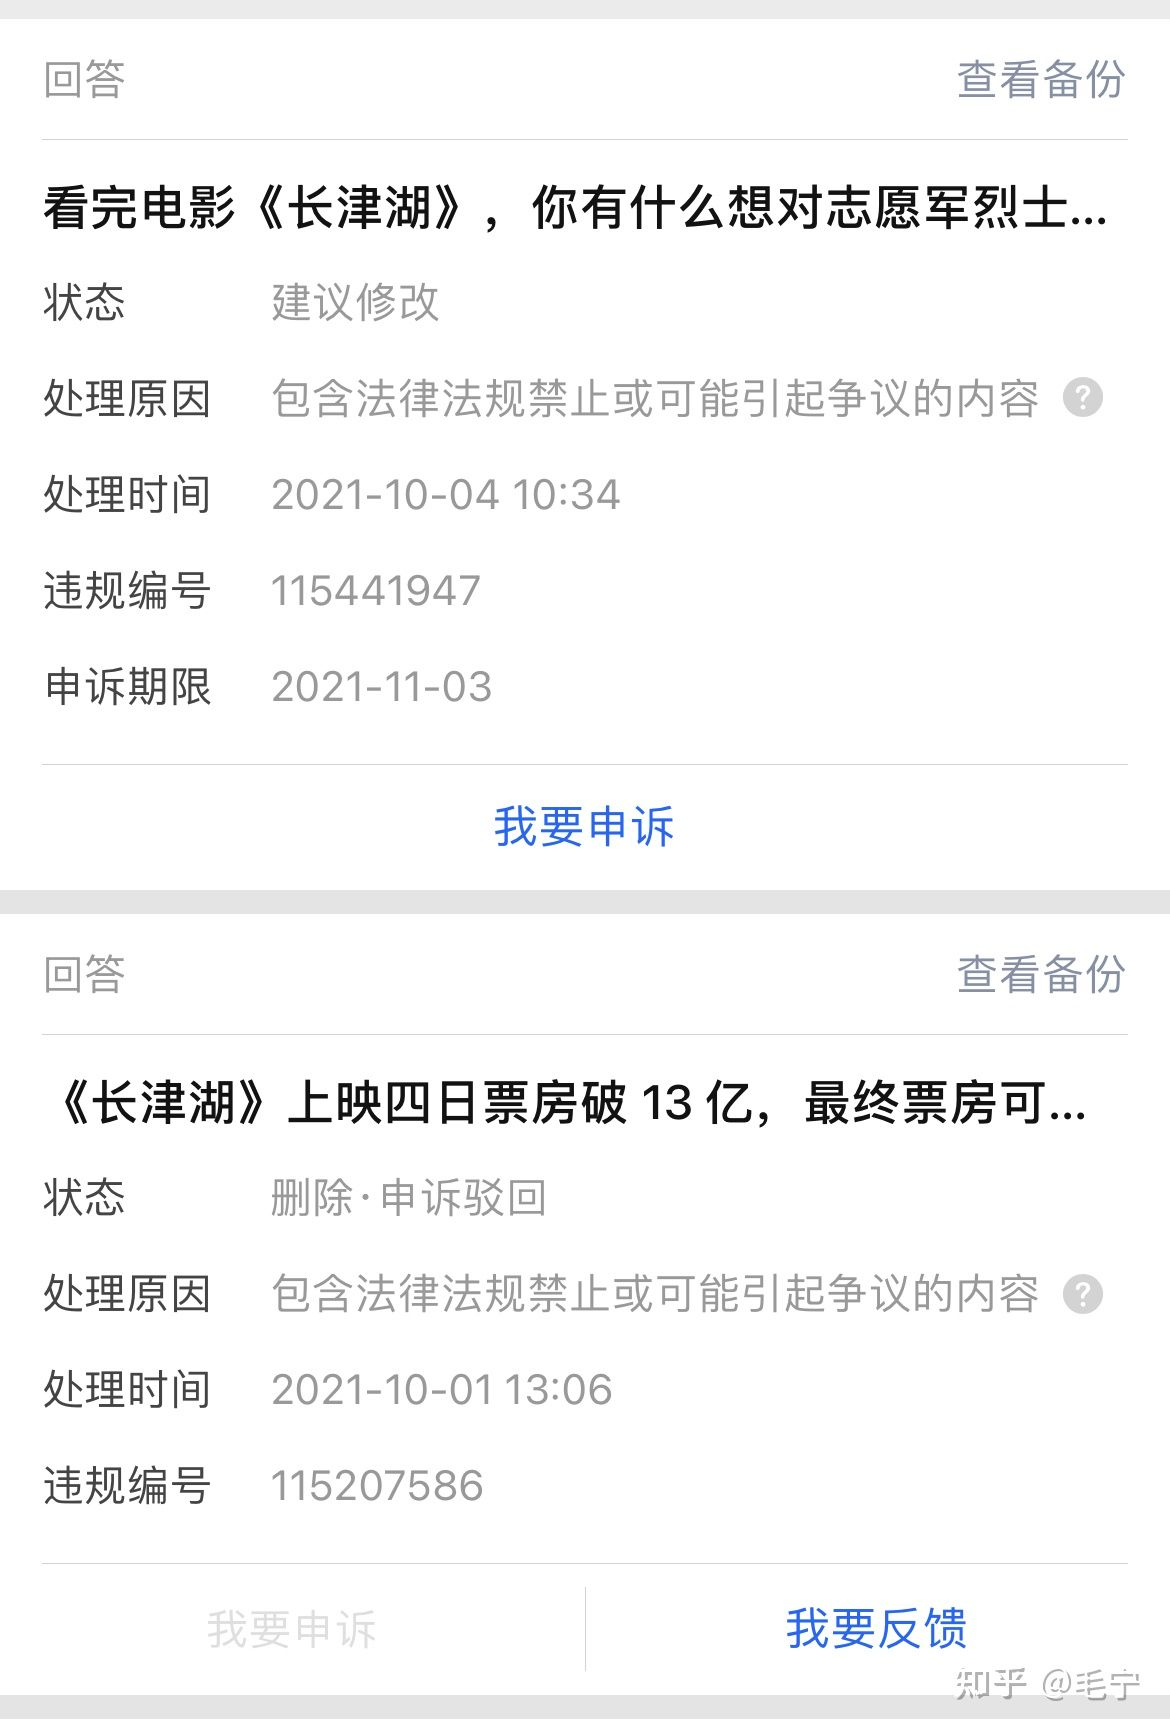 回答 查看备份
看完电影《长津湖》，你有什么想对志愿军烈士...
状态 建议修改
处理原因 包含法律法规禁止或可能引起争议的内容 ?
处理时间 2021-10-04 10:34
违规编号 115441947
申诉期限 2021-11-03
我要申诉
回答 查看备份
《长津湖》上映四日票房破 13 亿，最终票房可...
状态 删除·申诉驳回
处理原因 包含法律法规禁止或可能引起争议的内容 ?
处理时间 2021-10-01 13:06
违规编号 115207586
我要申诉 我要反馈
知乎 @毛宁